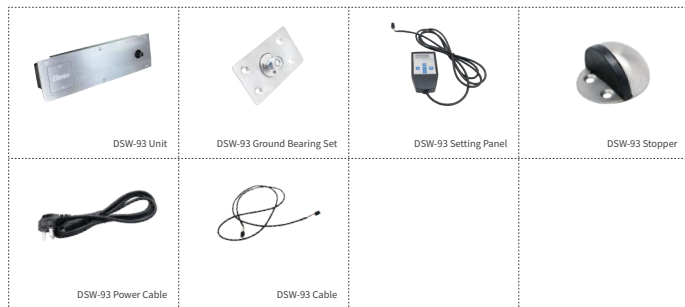 DSW-93 Unit
DSW-93 Ground Bearing Set
DSW-93 Setting Panel
DSW-93 Stopper
DSW-93 Power Cable
DSW-93 Cable